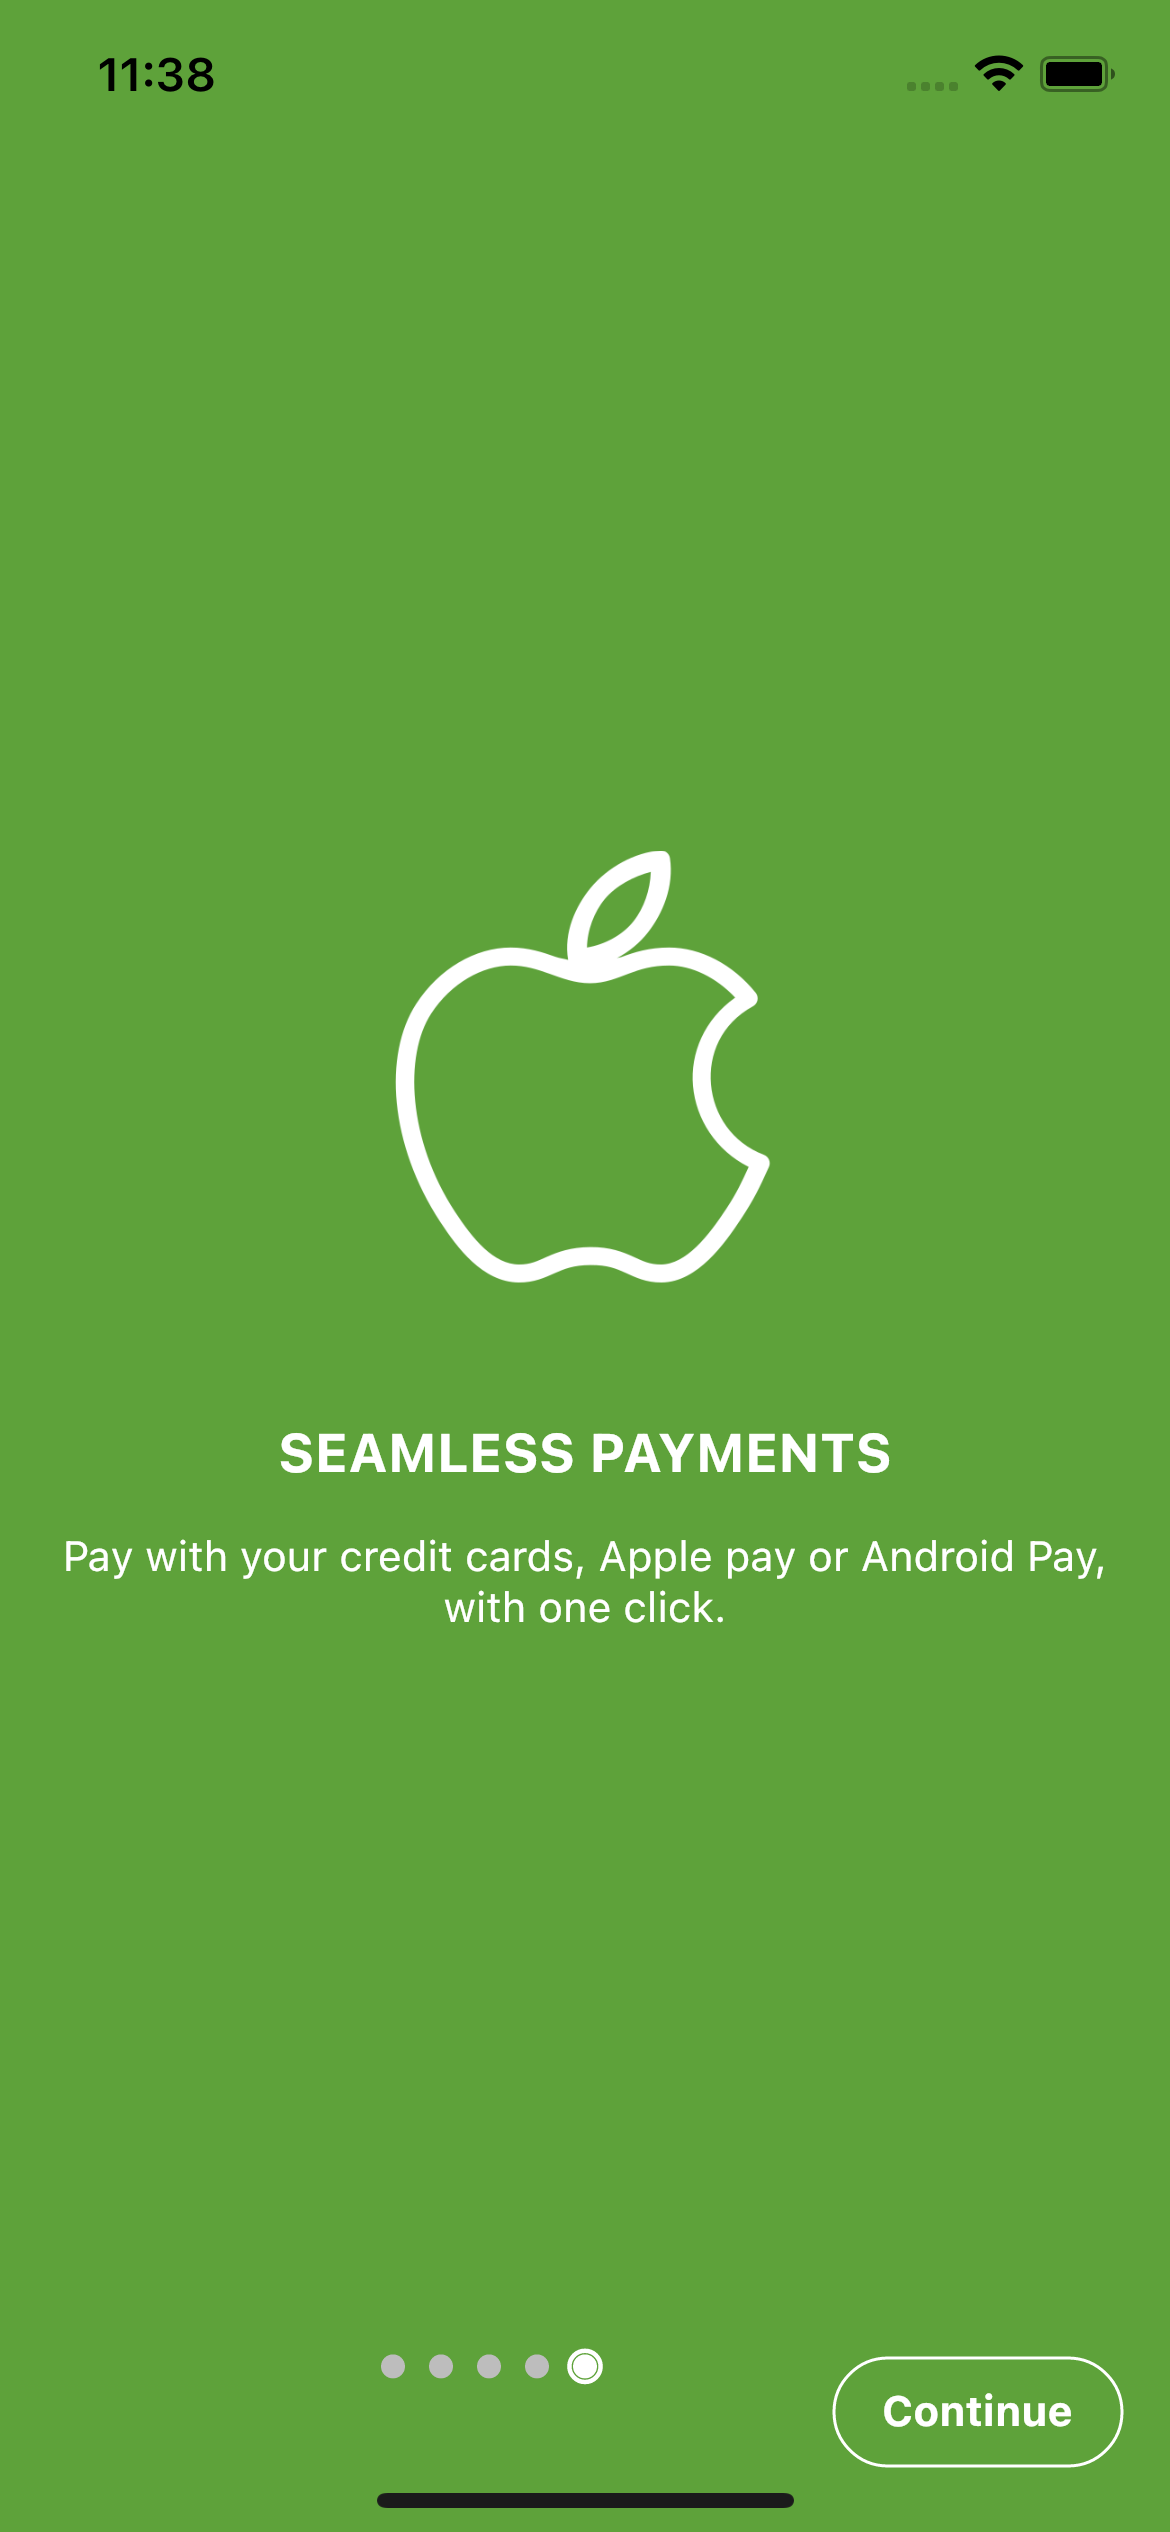 11:38
SEAMLESS PAYMENTS
Pay with your credit cards, Apple pay or Android Pay,
with one click.
Continue